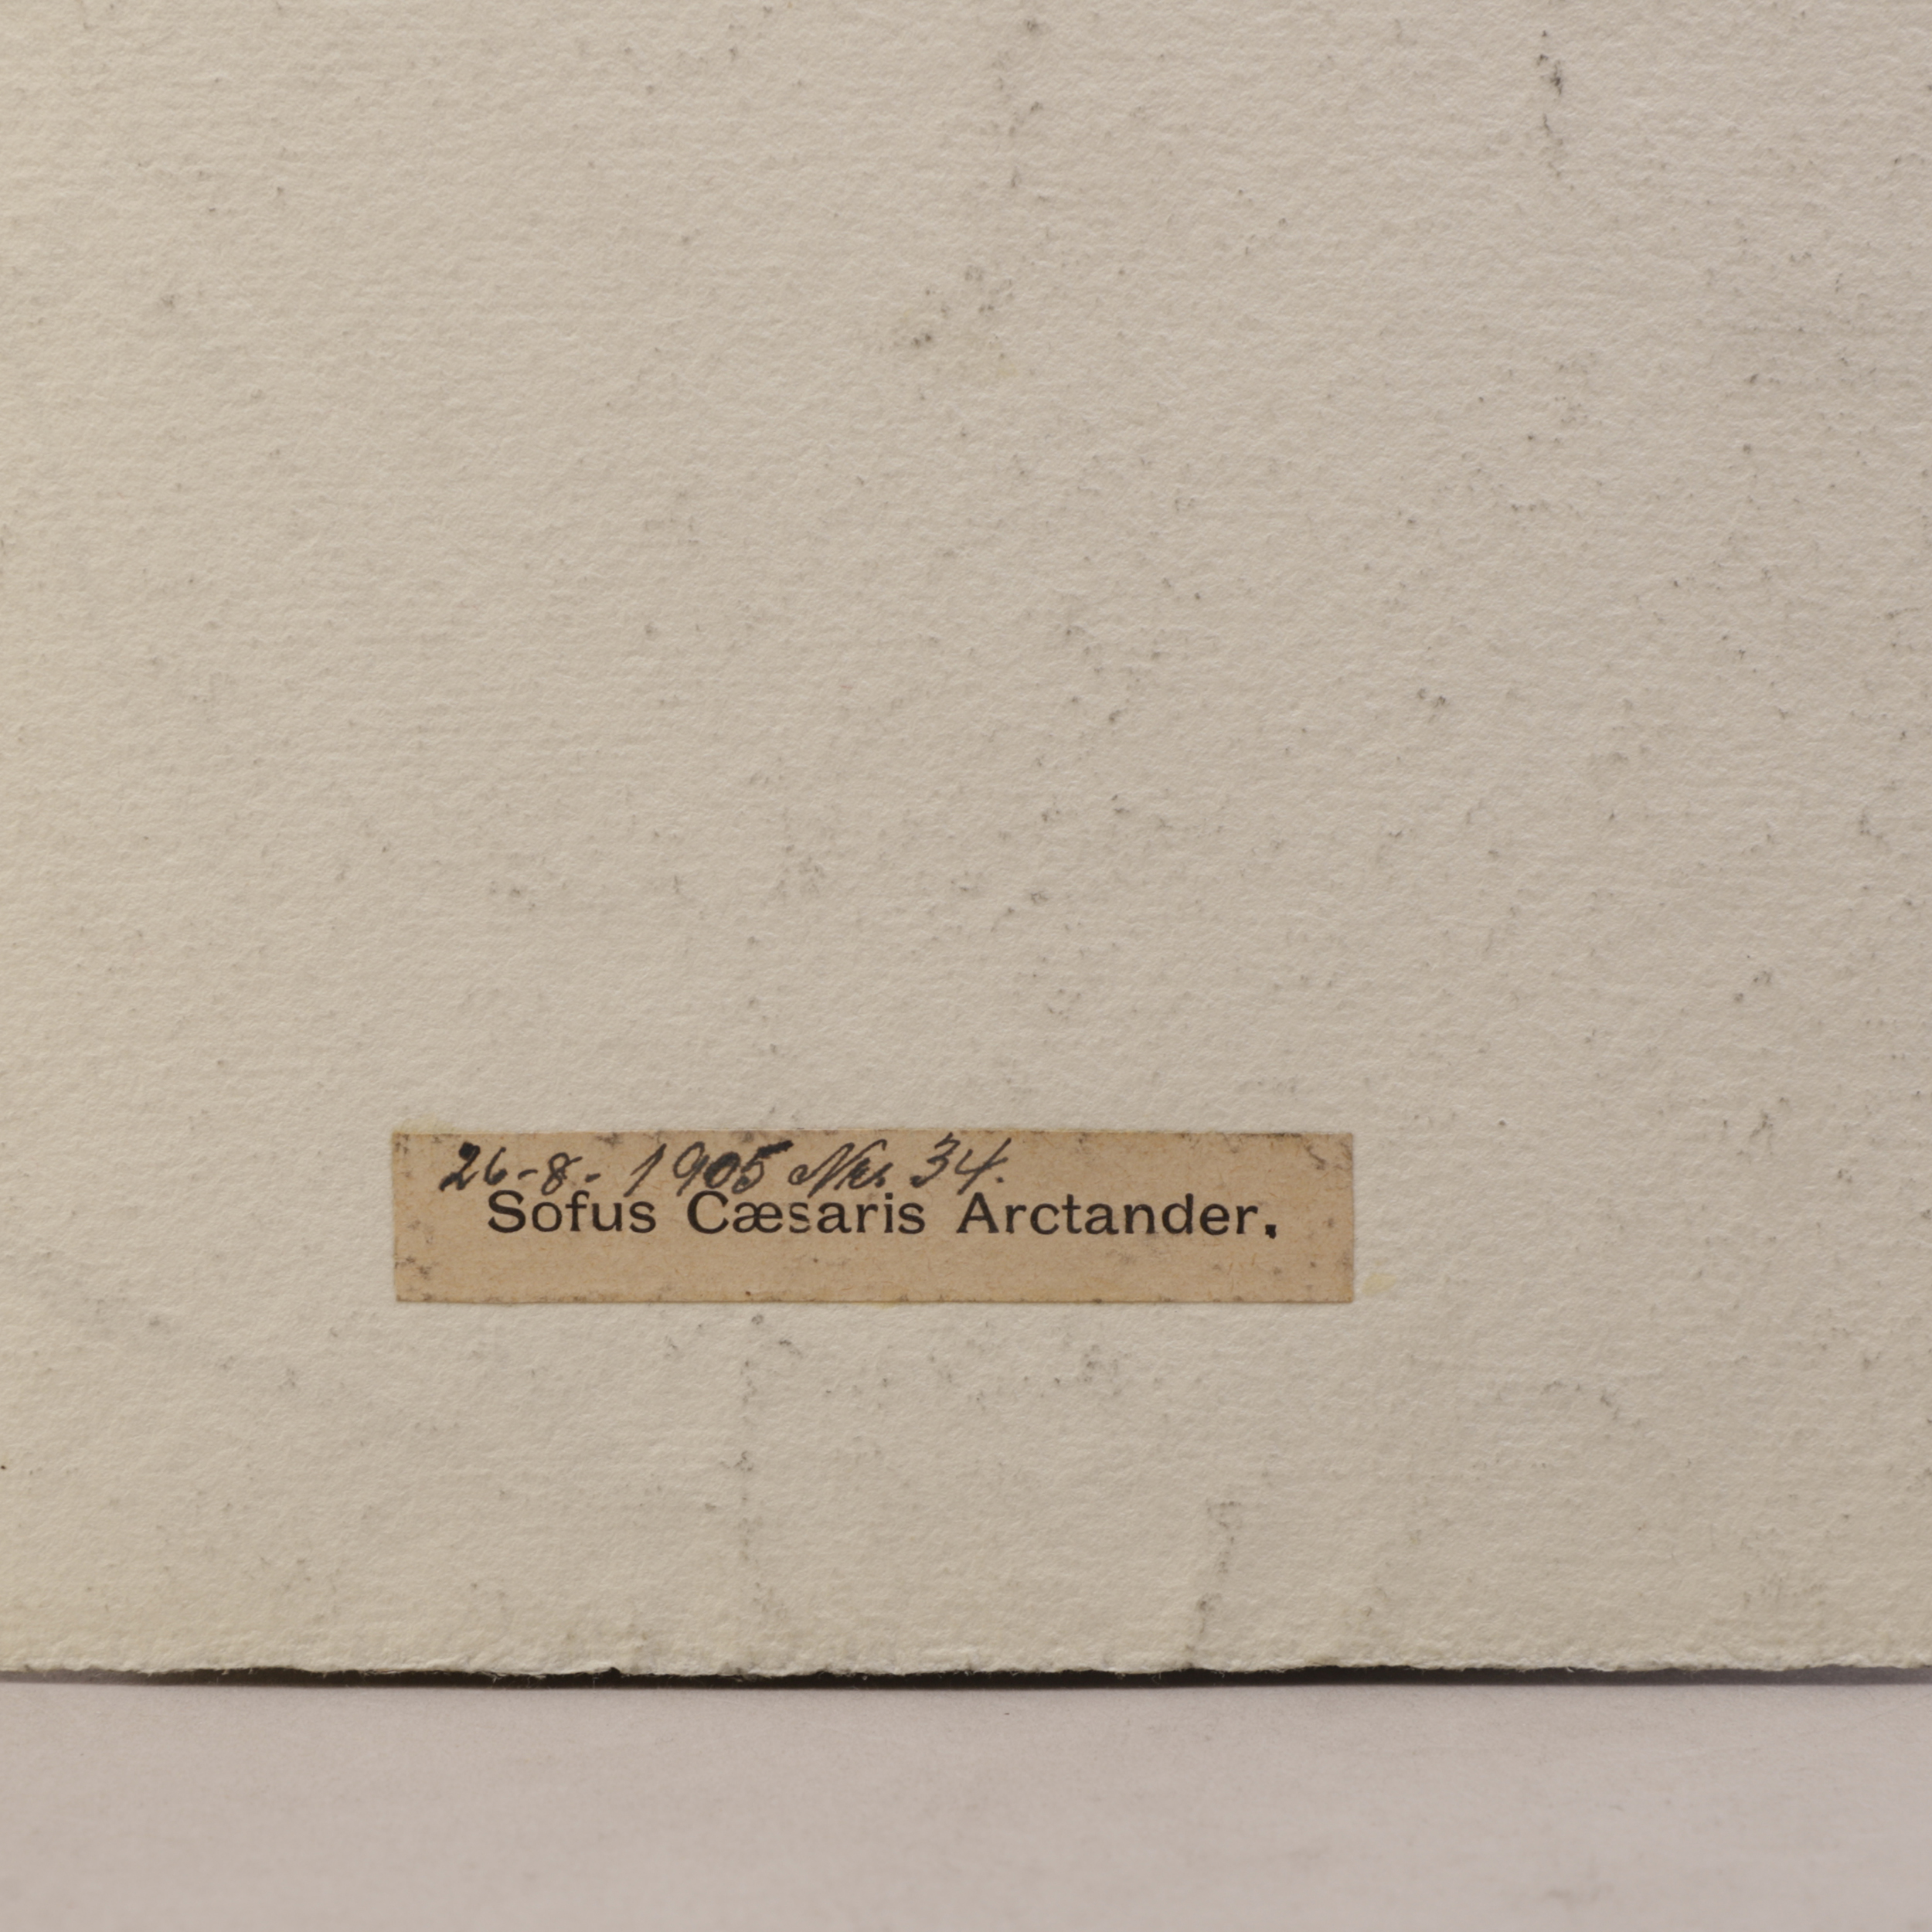 26-8-1905 Nr. 34.
Sofus Cæsaris Arctander.